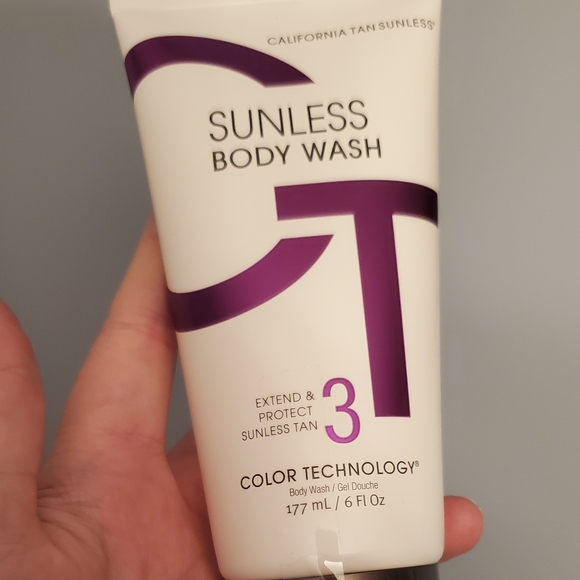 CALIFORNIA TAN SUNLESS®
SUNLESS
BODY WASH
CT
EXTEND &
PROTECT
SUNLESS TAN
3
COLOR TECHNOLOGY®
Body Wash / Gel Douche
177 mL / 6 Fl Oz